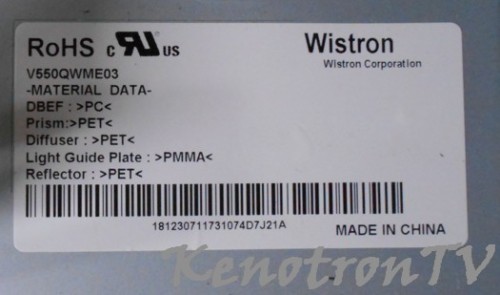 RoHS c RU US
Wistron
Wistron Corporation
V550QWME03
-MATERIAL DATA-
DBEF : >PC<
Prism:>PET<
Diffuser : >PET<
Light Guide Plate : >PMMA<
Reflector : >PET<
181230711731074D7J21A
MADE IN CHINA
KenotronTV